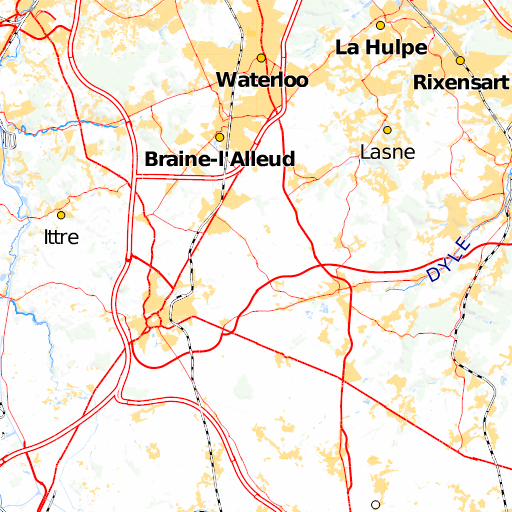 La Hulpe
Waterloo
Rixensart
Braine-l'Alleud
Lasne
Ittre
DYLE